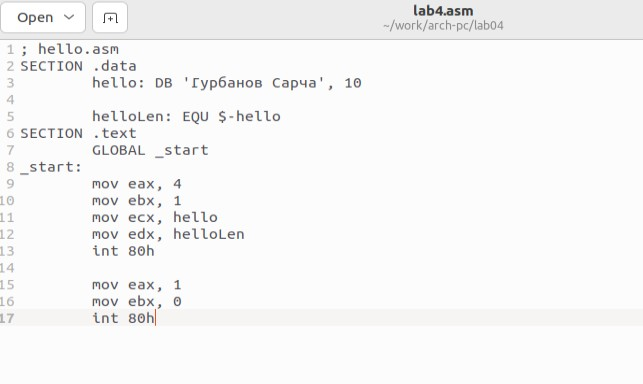 Open
lab4.asm
~/work/arch-pc/lab04
1 ; hello.asm
2 SECTION .data
3 hello: DB 'Гурбанов Сарча', 10
4
5 helloLen: EQU $-hello
6 SECTION .text
7 GLOBAL _start
8 _start:
9 mov eax, 4
10 mov ebx, 1
11 mov ecx, hello
12 mov edx, helloLen
13 int 80h
14
15 mov eax, 1
16 mov ebx, 0
17 int 80h